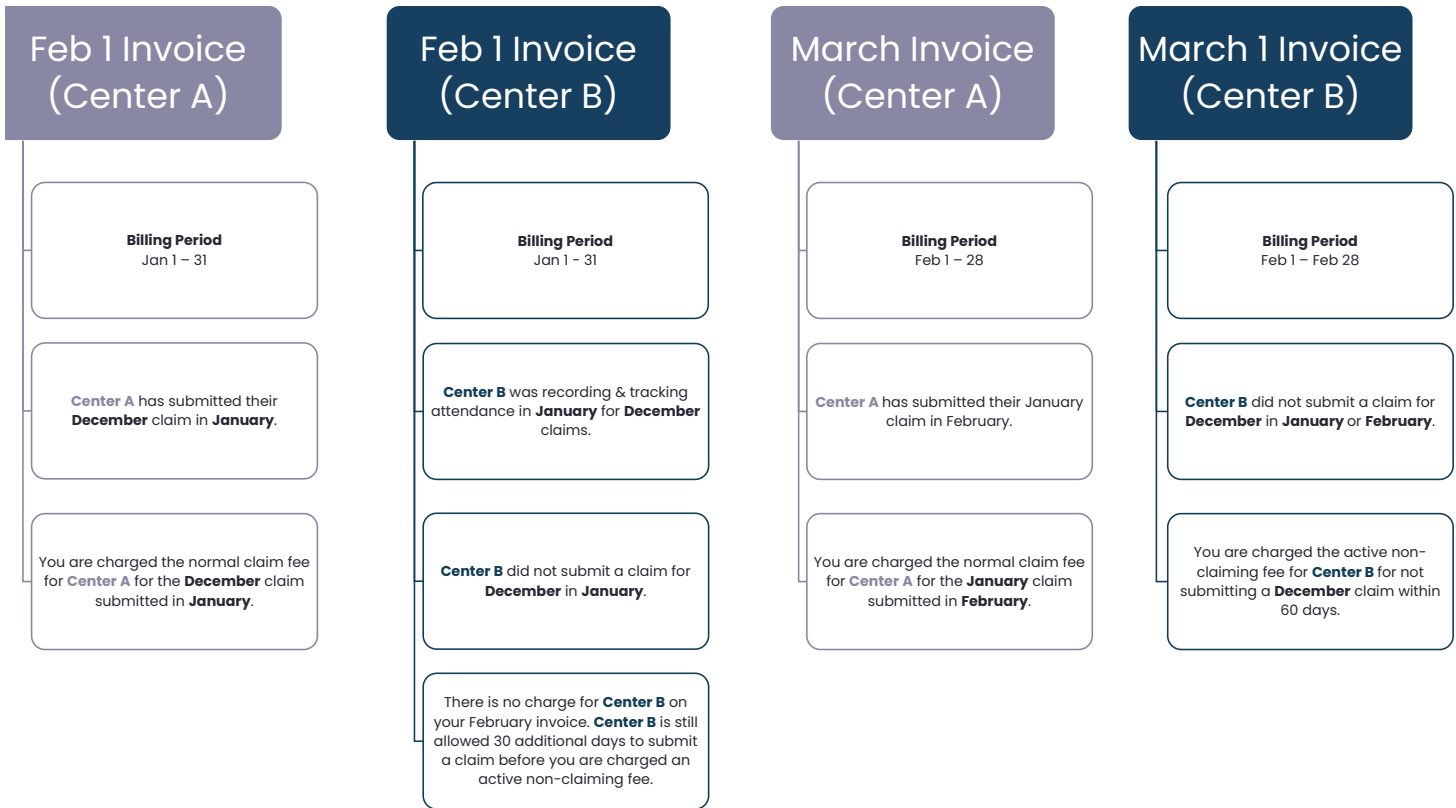 Feb 1 Invoice
(Center A)
Billing Period
Jan 1 – 31
Center A has submitted their
December claim in January.
You are charged the normal claim fee
for Center A for the December claim
submitted in January.
Feb 1 Invoice
(Center B)
Billing Period
Jan 1 - 31
Center B was recording & tracking
attendance in January for December
claims.
Center B did not submit a claim for
December in January.
There is no charge for Center B on
your February invoice. Center B is still
allowed 30 additional days to submit
a claim before you are charged an
active non-claiming fee.
March Invoice
(Center A)
Billing Period
Feb 1 – 28
Center A has submitted their January
claim in February.
You are charged the normal claim fee
for Center A for the January claim
submitted in February.
March 1 Invoice
(Center B)
Billing Period
Feb 1 – Feb 28
Center B did not submit a claim for
December in January or February.
You are charged the active non-
claiming fee for Center B for not
submitting a December claim within
60 days.